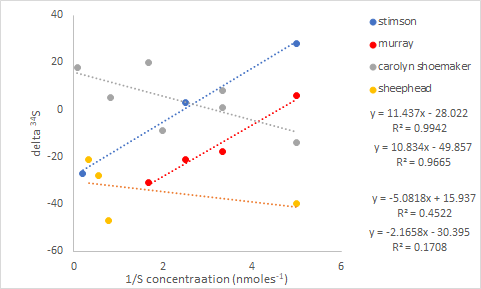 40
20
0
-20
-40
-60
0
2
4
6
delta ³⁴S
1/S concentraation (nmoles⁻¹)
stimson
murray
carolyn shoemaker
sheephead
y = 11.437x - 28.022
R² = 0.9942
y = 10.834x - 49.857
R² = 0.9665
y = -5.0818x + 15.937
R² = 0.4522
y = -2.1658x - 30.395
R² = 0.1708